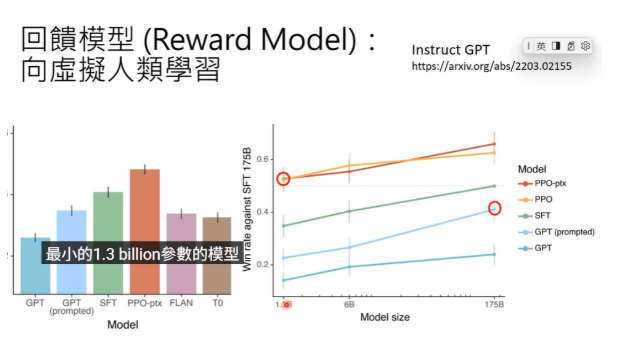 回饋模型 (Reward Model)：
向虛擬人類學習
Instruct GPT
https://arxiv.org/abs/2203.02155
英
GPT
GPT
(prompted)
SFT
PPO-ptx
FLAN
T0
Model
最小的1.3 billion參數的模型
Win rate against SFT 175B
0.6
0.4
0.2
6B
175B
Model size
Model
PPO-ptx
PPO
SFT
GPT (prompted)
GPT